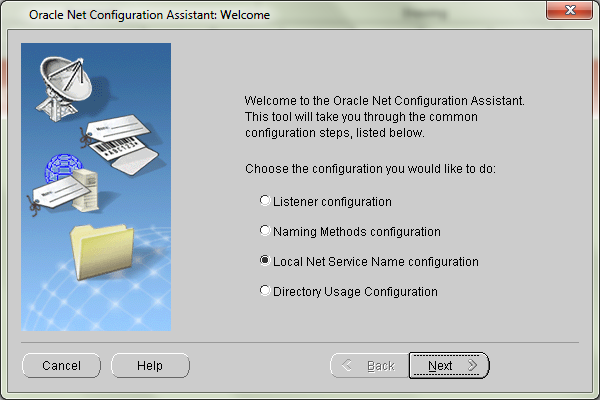 Oracle Net Configuration Assistant: Welcome
Welcome to the Oracle Net Configuration Assistant.
This tool will take you through the common
configuration steps, listed below.
Choose the configuration you would like to do:
Listener configuration
Naming Methods configuration
Local Net Service Name configuration
Directory Usage Configuration
Cancel
Help
Back
Next